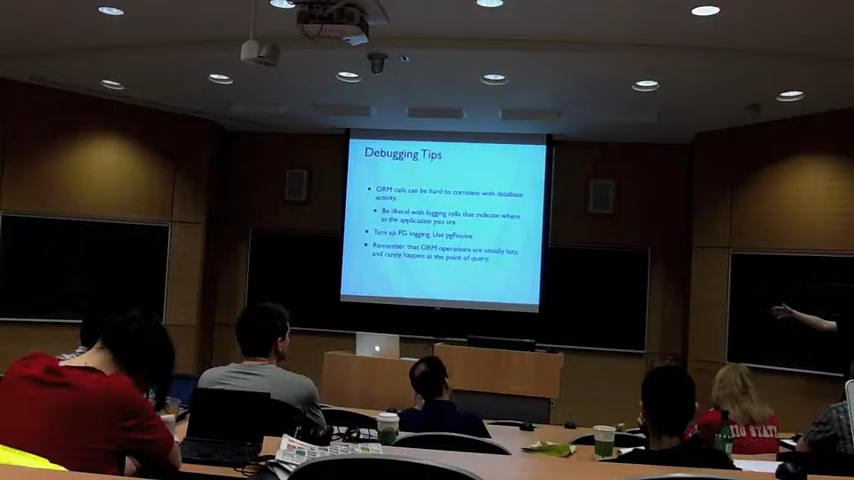 Debugging Tips
• ORM calls can be hard to correlate with database
activity.
• Be liberal with logging calls that indicate where
in the application you are
• Turn up PG logging. Use pgFouine
• Remember that ORM operations are usually lazy,
and rarely happen at the point of query.
OHIO STATE